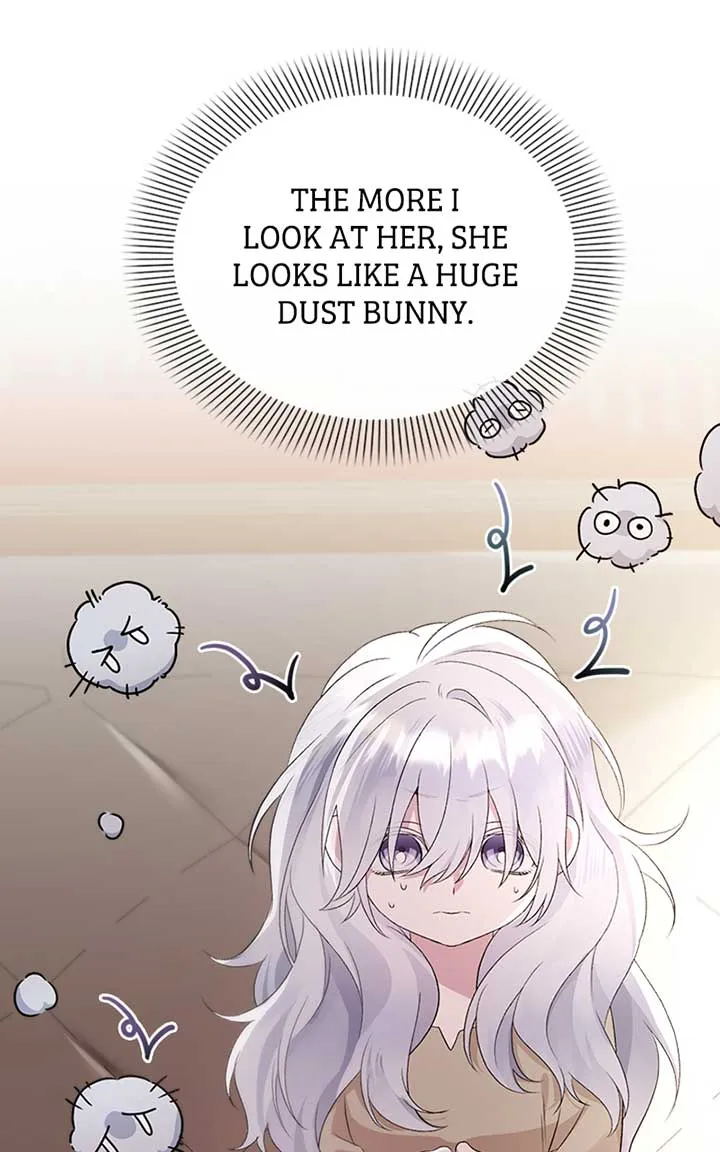 THE MORE I
LOOK AT HER, SHE
LOOKS LIKE A HUGE
DUST BUNNY.